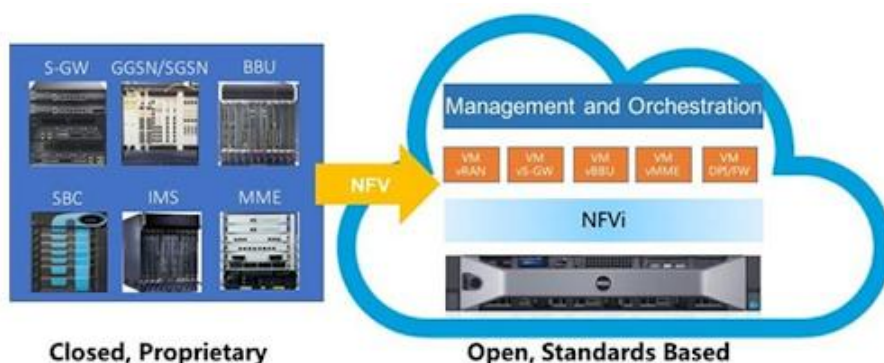 S-GW GGSN/SGSN BBU
SBC IMS MME
NFV
Management and Orchestration
VM VM VM VM VM
vRAN vS-GW vBBU vMME DPI/FW
NFVi
DELL
Closed, Proprietary
Open, Standards Based